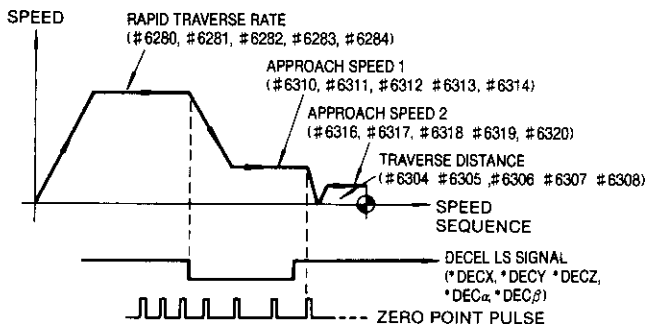 SPEED
RAPID TRAVERSE RATE
(#6280, #6281, #6282, #6283, #6284)
APPROACH SPEED 1
(#6310, #6311, #6312 #6313, #6314)
APPROACH SPEED 2
(#6316, #6317, #6318 #6319, #6320)
TRAVERSE DISTANCE
(#6304 #6305 ,#6306 #6307 #6308)
SPEED
SEQUENCE
DECEL LS SIGNAL
(*DECX, *DECY *DECZ,
*DECα, *DECβ)
ZERO POINT PULSE